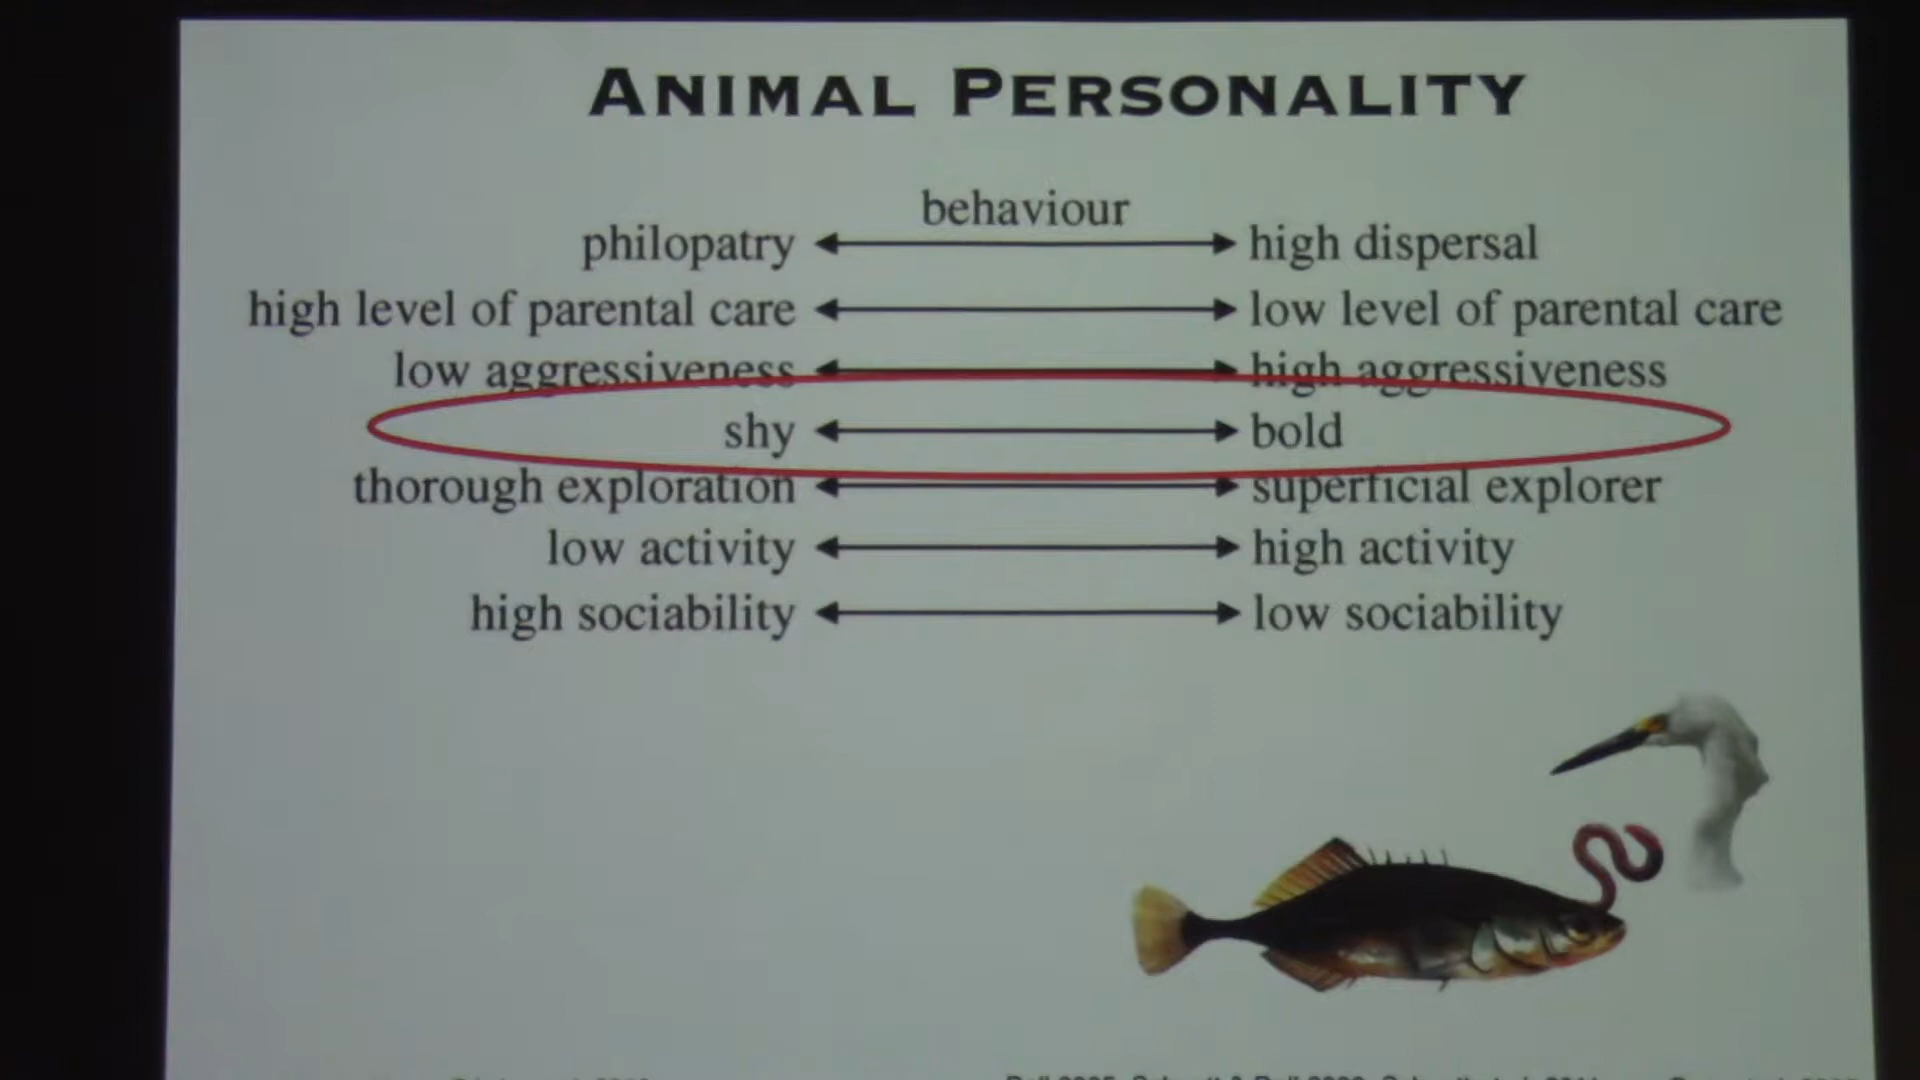 ANIMAL PERSONALITY
behaviour
philopatry high dispersal
high level of parental care low level of parental care
low aggressiveness high aggressiveness
shy bold
thorough exploration superficial explorer
low activity high activity
high sociability low sociability